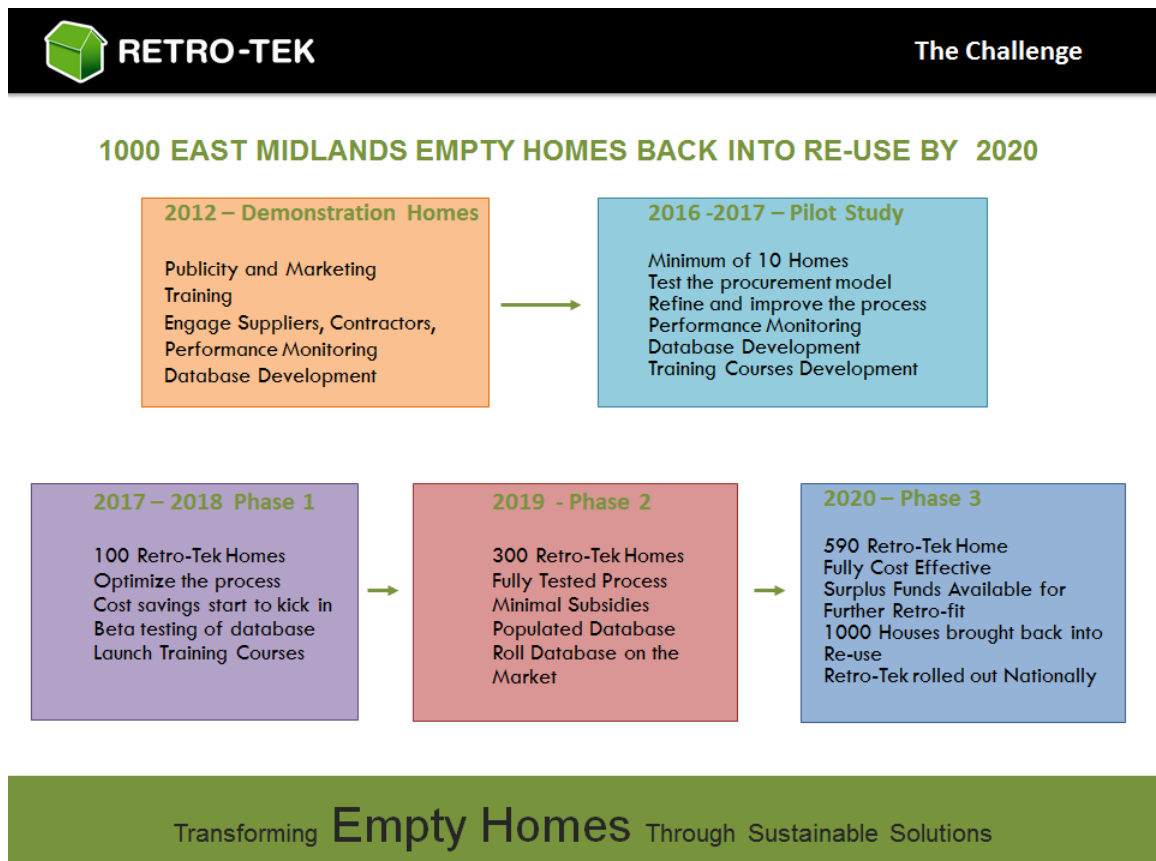 RETRO-TEK
The Challenge
1000 EAST MIDLANDS EMPTY HOMES BACK INTO RE-USE BY 2020
2012 – Demonstration Homes
Publicity and Marketing
Training
Engage Suppliers, Contractors,
Performance Monitoring
Database Development
2016 -2017 – Pilot Study
Minimum of 10 Homes
Test the procurement model
Refine and improve the process
Performance Monitoring
Database Development
Training Courses Development
2017 – 2018 Phase 1
100 Retro-Tek Homes
Optimize the process
Cost savings start to kick in
Beta testing of database
Launch Training Courses
2019 - Phase 2
300 Retro-Tek Homes
Fully Tested Process
Minimal Subsidies
Populated Database
Roll Database on the
Market
2020 – Phase 3
590 Retro-Tek Home
Fully Cost Effective
Surplus Funds Available for
Further Retro-fit
1000 Houses brought back into
Re-use
Retro-Tek rolled out Nationally
Transforming Empty Homes Through Sustainable Solutions